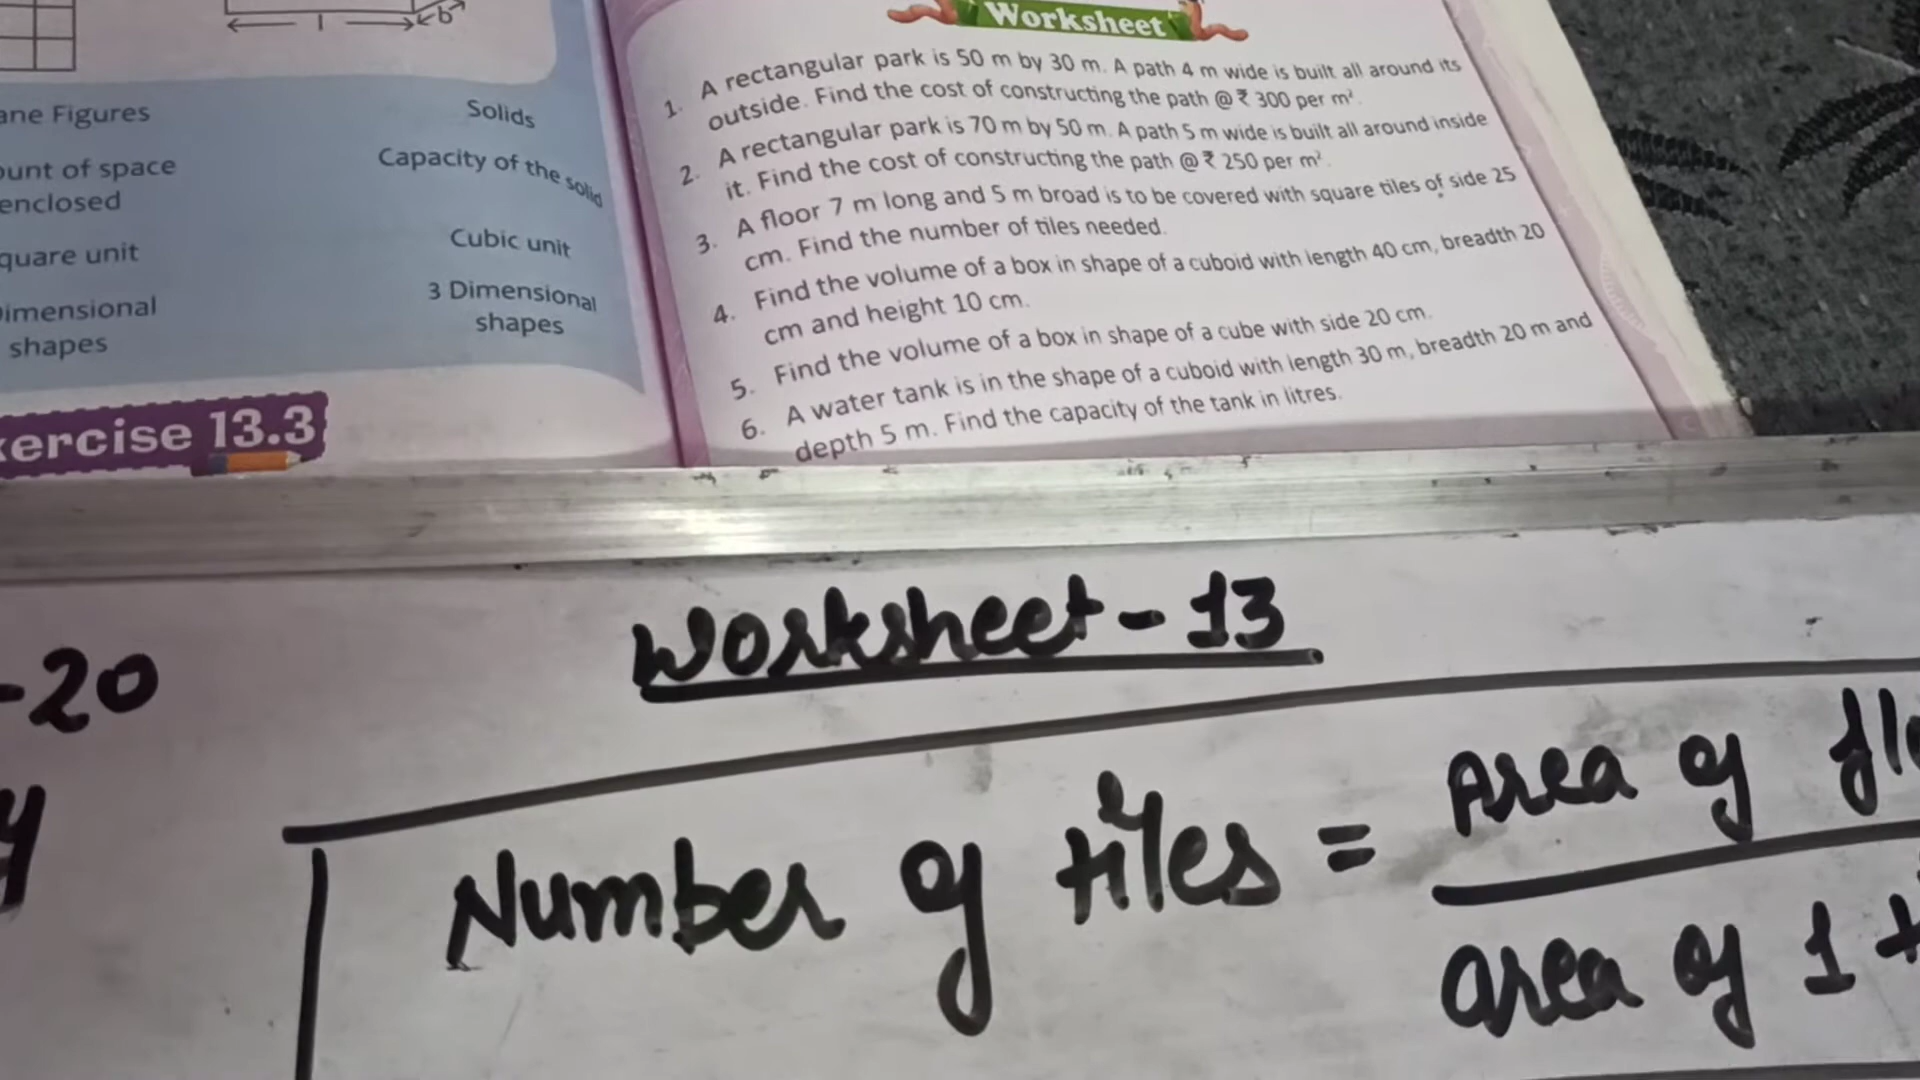 l
b
ane Figures
Solids
ount of space
enclosed
Capacity of the solid
quare unit
Cubic unit
imensional
shapes
3 Dimensional
shapes
xercise 13.3
Worksheet
1. A rectangular park is 50 m by 30 m. A path 4 m wide is built all around its
outside. Find the cost of constructing the path @ ₹ 300 per m².
2. A rectangular park is 70 m by 50 m. A path 5 m wide is built all around inside
it. Find the cost of constructing the path @ ₹ 250 per m².
3. A floor 7 m long and 5 m broad is to be covered with square tiles of side 25
cm. Find the number of tiles needed.
4. Find the volume of a box in shape of a cuboid with length 40 cm, breadth 20
cm and height 10 cm.
5. Find the volume of a box in shape of a cube with side 20 cm.
6. A water tank is in the shape of a cuboid with length 30 m, breadth 20 m and
depth 5 m. Find the capacity of the tank in litres.
Worksheet - 13
-20
y
Number of tiles = Area of flo
area of 1 t